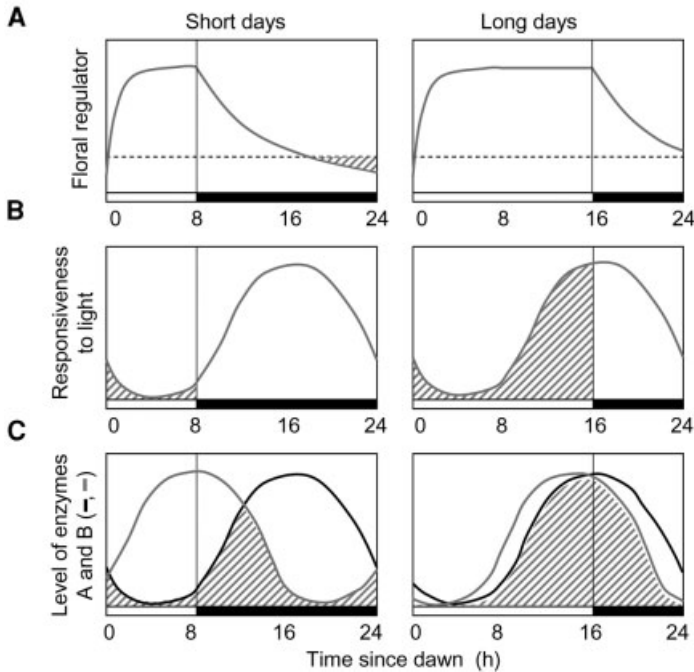 A
Short days
Long days
Floral regulator
0 8 16 24
0 8 16 24
B
Responsiveness
to light
0 8 16 24
0 8 16 24
C
Level of enzymes
A and B (–, =)
0 8 16 24
0 8 16 24
Time since dawn (h)